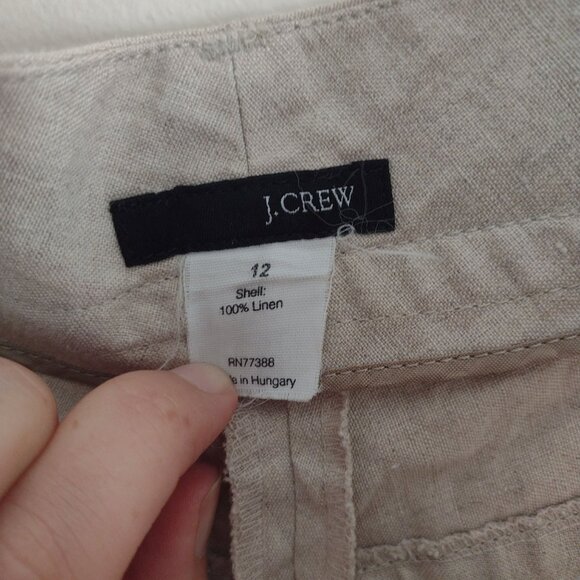 J.CREW
12
Shell:
100% Linen
RN77388
in Hungary